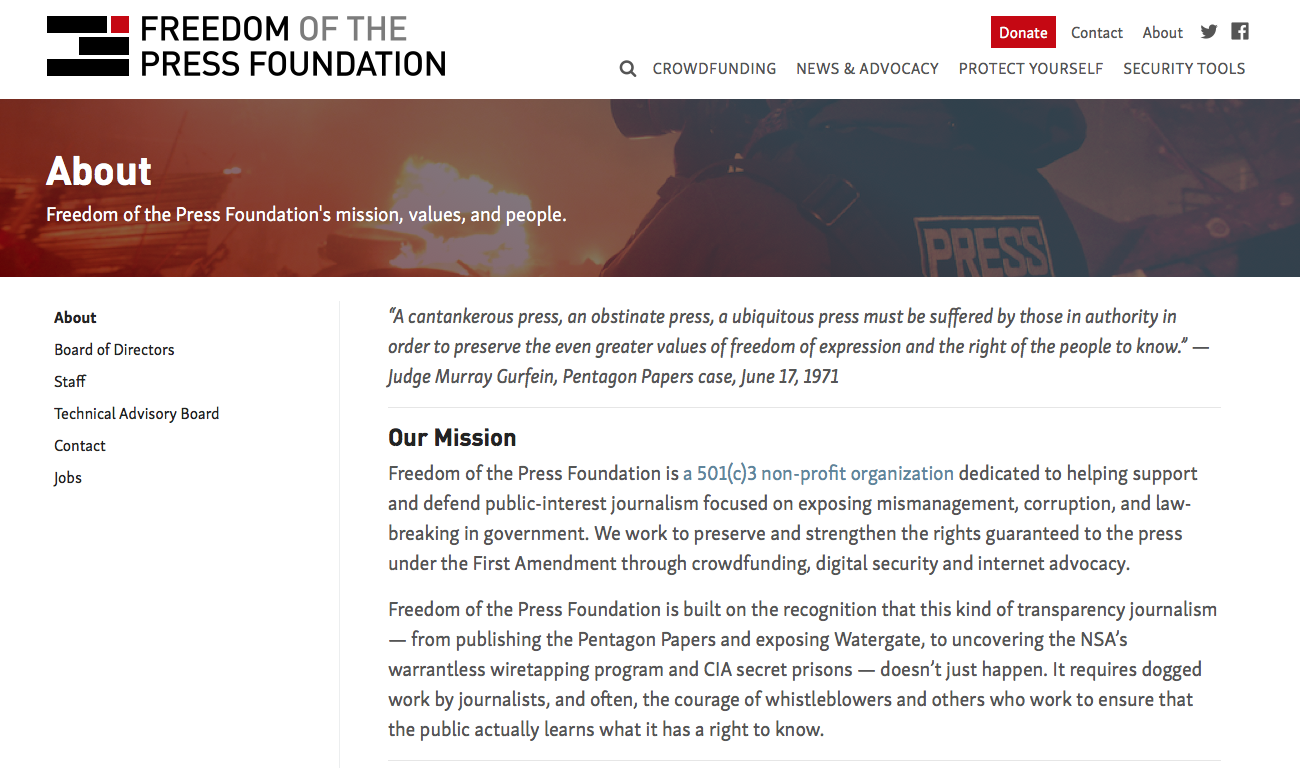 FREEDOM OF THE
PRESS FOUNDATION
Donate Contact About
CROWDFUNDING NEWS & ADVOCACY PROTECT YOURSELF SECURITY TOOLS
About
Freedom of the Press Foundation's mission, values, and people.
PRESS
About
Board of Directors
Staff
Technical Advisory Board
Contact
Jobs
“A cantankerous press, an obstinate press, a ubiquitous press must be suffered by those in authority in
order to preserve the even greater values of freedom of expression and the right of the people to know.” —
Judge Murray Gurfein, Pentagon Papers case, June 17, 1971
Our Mission
Freedom of the Press Foundation is a 501(c)3 non-profit organization dedicated to helping support
and defend public-interest journalism focused on exposing mismanagement, corruption, and law-
breaking in government. We work to preserve and strengthen the rights guaranteed to the press
under the First Amendment through crowdfunding, digital security and internet advocacy.
Freedom of the Press Foundation is built on the recognition that this kind of transparency journalism
— from publishing the Pentagon Papers and exposing Watergate, to uncovering the NSA’s
warrantless wiretapping program and CIA secret prisons — doesn’t just happen. It requires dogged
work by journalists, and often, the courage of whistleblowers and others who work to ensure that
the public actually learns what it has a right to know.